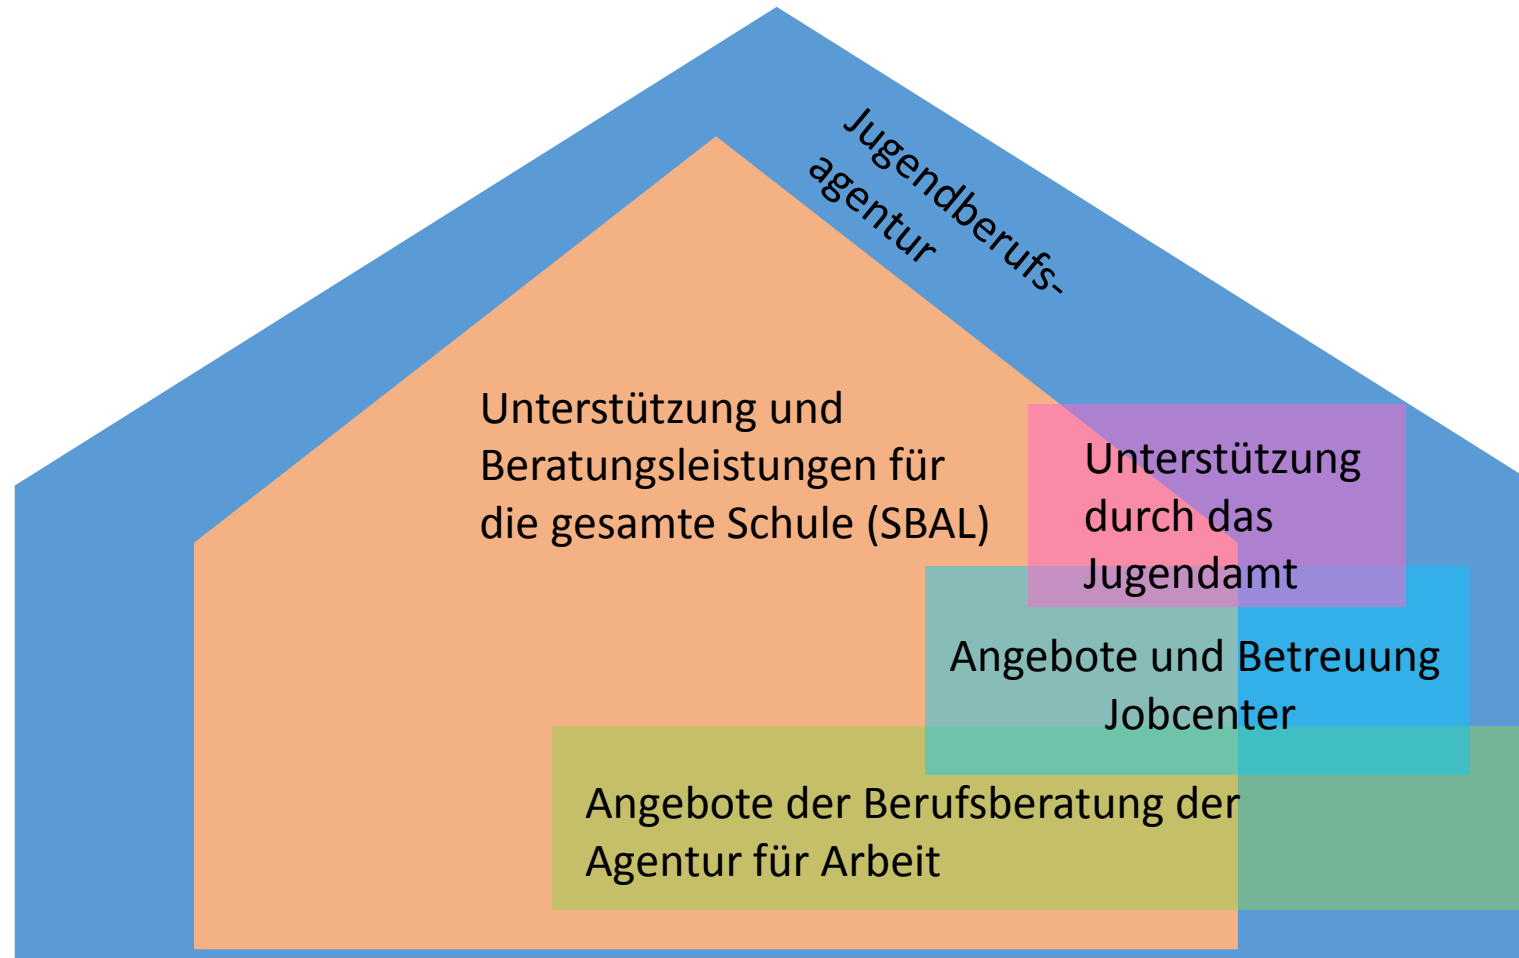 Jugendberufs-
agentur
Unterstützung und
Beratungsleistungen für
die gesamte Schule (SBAL)
Unterstützung
durch das
Jugendamt
Angebote und Betreuung
Jobcenter
Angebote der Berufsberatung der
Agentur für Arbeit